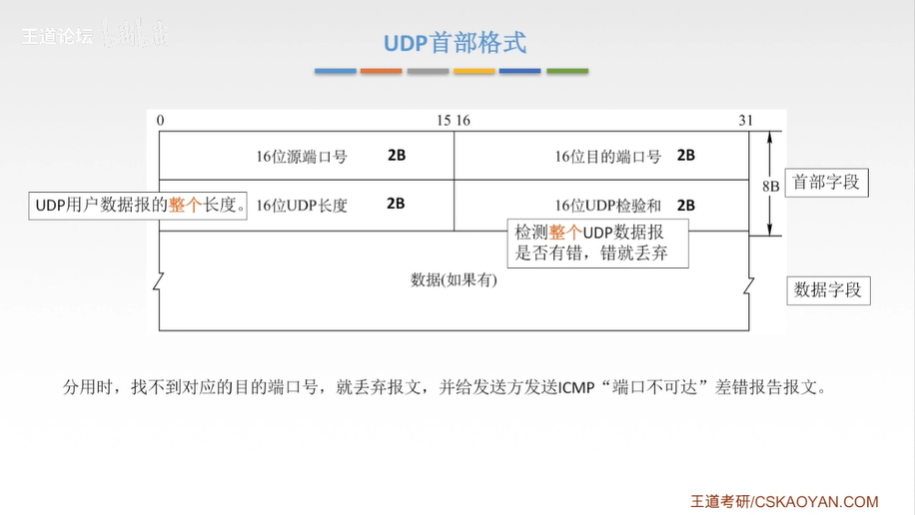 王道论坛
UDP首部格式
0 15 16 31
16位源端口号 2B 16位目的端口号 2B
8B 首部字段
UDP用户数据报的整个长度。 16位UDP长度 2B 16位UDP检验和 2B
检测整个UDP数据报
是否有错，错就丢弃
数据(如果有) 数据字段
分用时，找不到对应的目的端口号，就丢弃报文，并给发送方发送ICMP“端口不可达”差错报告报文。
王道考研/CSKAOYAN.COM